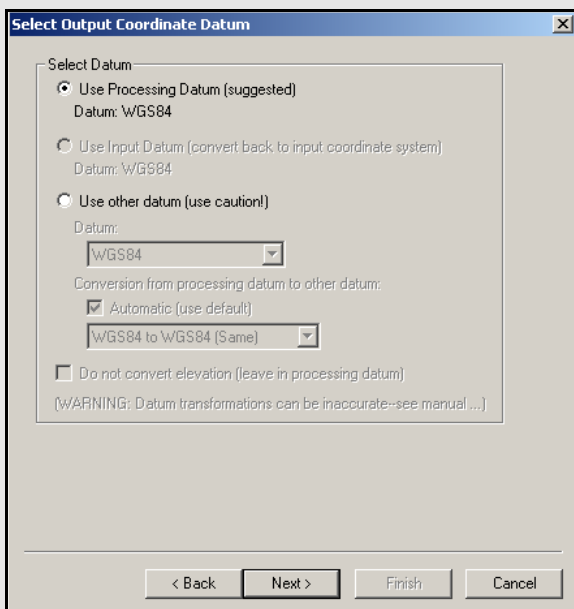 Select Output Coordinate Datum
Select Datum
Use Processing Datum (suggested)
Datum: WGS84
Use Input Datum (convert back to input coordinate system)
Datum: WGS84
Use other datum (use caution!)
Datum:
WGS84
Conversion from processing datum to other datum:
Automatic (use default)
WGS84 to WGS84 (Same)
Do not convert elevation (leave in processing datum)
(WARNING: Datum transformations can be inaccurate--see manual ...)
< Back Next > Finish Cancel